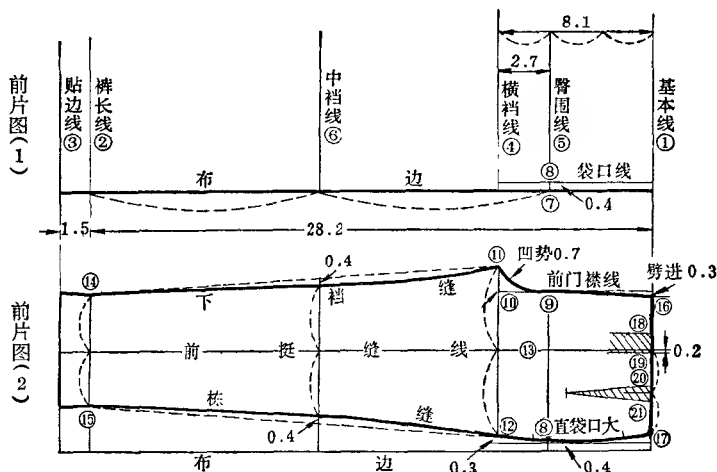 前片图(1)
贴边线③
裤长线②
中裆线⑥
横裆线④
臀围线⑤
基本线①
8.1
2.7
⑧ 袋口线
布 边
⑦
0.4
1.5
28.2
前片图(2)
⑭
0.4
⑪
凹势0.7
前门襟线
劈进 0.3
下 裆 缝
⑩
⑨
⑯
⑱
前 挺 缝 线
⑬
0.2
⑲
⑳
㉑
⑮
栋 缝
0.4
⑫
⑧
直袋口大
⑰
布 边
0.3
0.4